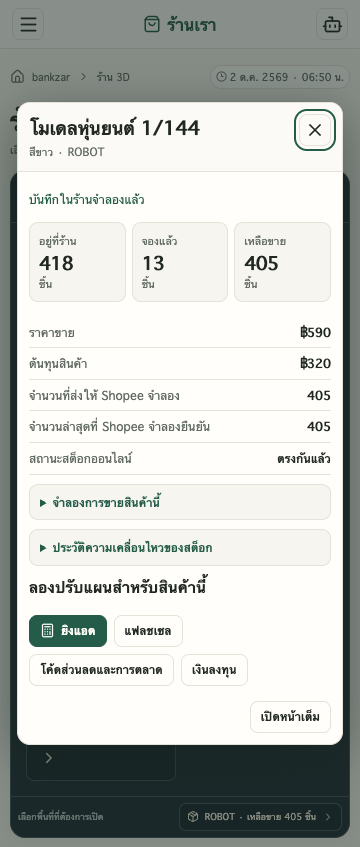 ร้านเรา
bankzar > ร้าน 3D
2 ด.ค. 2569 · 06:50 น.
โมเดลหุ่นยนต์ 1/144
สีขาว · ROBOT
บันทึกในร้านจำลองแล้ว
อยู่ที่ร้าน
418
ชิ้น
จองแล้ว
13
ชิ้น
เหลือขาย
405
ชิ้น
ราคาขาย ฿590
ต้นทุนสินค้า ฿320
จำนวนที่ส่งให้ Shopee จำลอง 405
จำนวนล่าสุดที่ Shopee จำลองยืนยัน 405
สถานะสต็อกออนไลน์ ตรงกันแล้ว
จำลองการขายสินค้านี้
ประวัติความเคลื่อนไหวของสต็อก
ลองปรับแผนสำหรับสินค้านี้
ยิงแอด
แฟลชเซล
โค้ดส่วนลดและการตลาด
เงินลงทุน
เปิดหน้าเต็ม
เลือกพื้นที่ที่ต้องการเปิด
ROBOT · เหลือขาย 405 ชิ้น